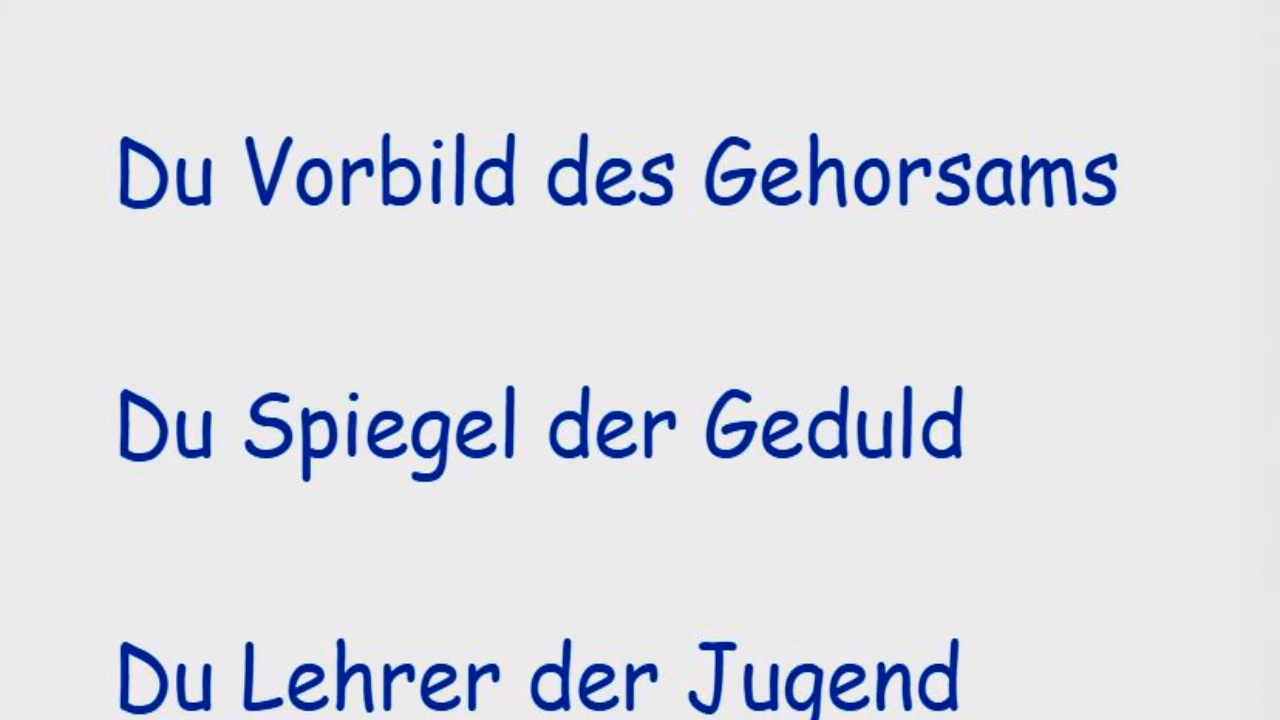 Du Vorbild des Gehorsams
Du Spiegel der Geduld
Du Lehrer der Jugend